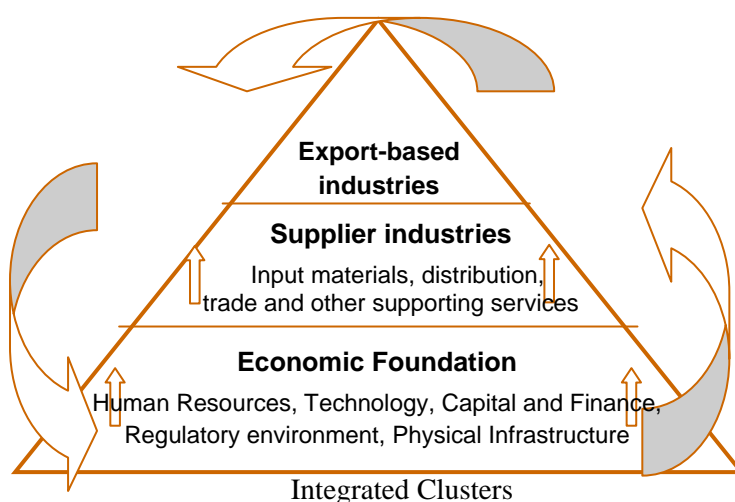 Export-based
industries
Supplier industries
Input materials, distribution,
trade and other supporting services
Economic Foundation
Human Resources, Technology, Capital and Finance,
Regulatory environment, Physical Infrastructure
Integrated Clusters